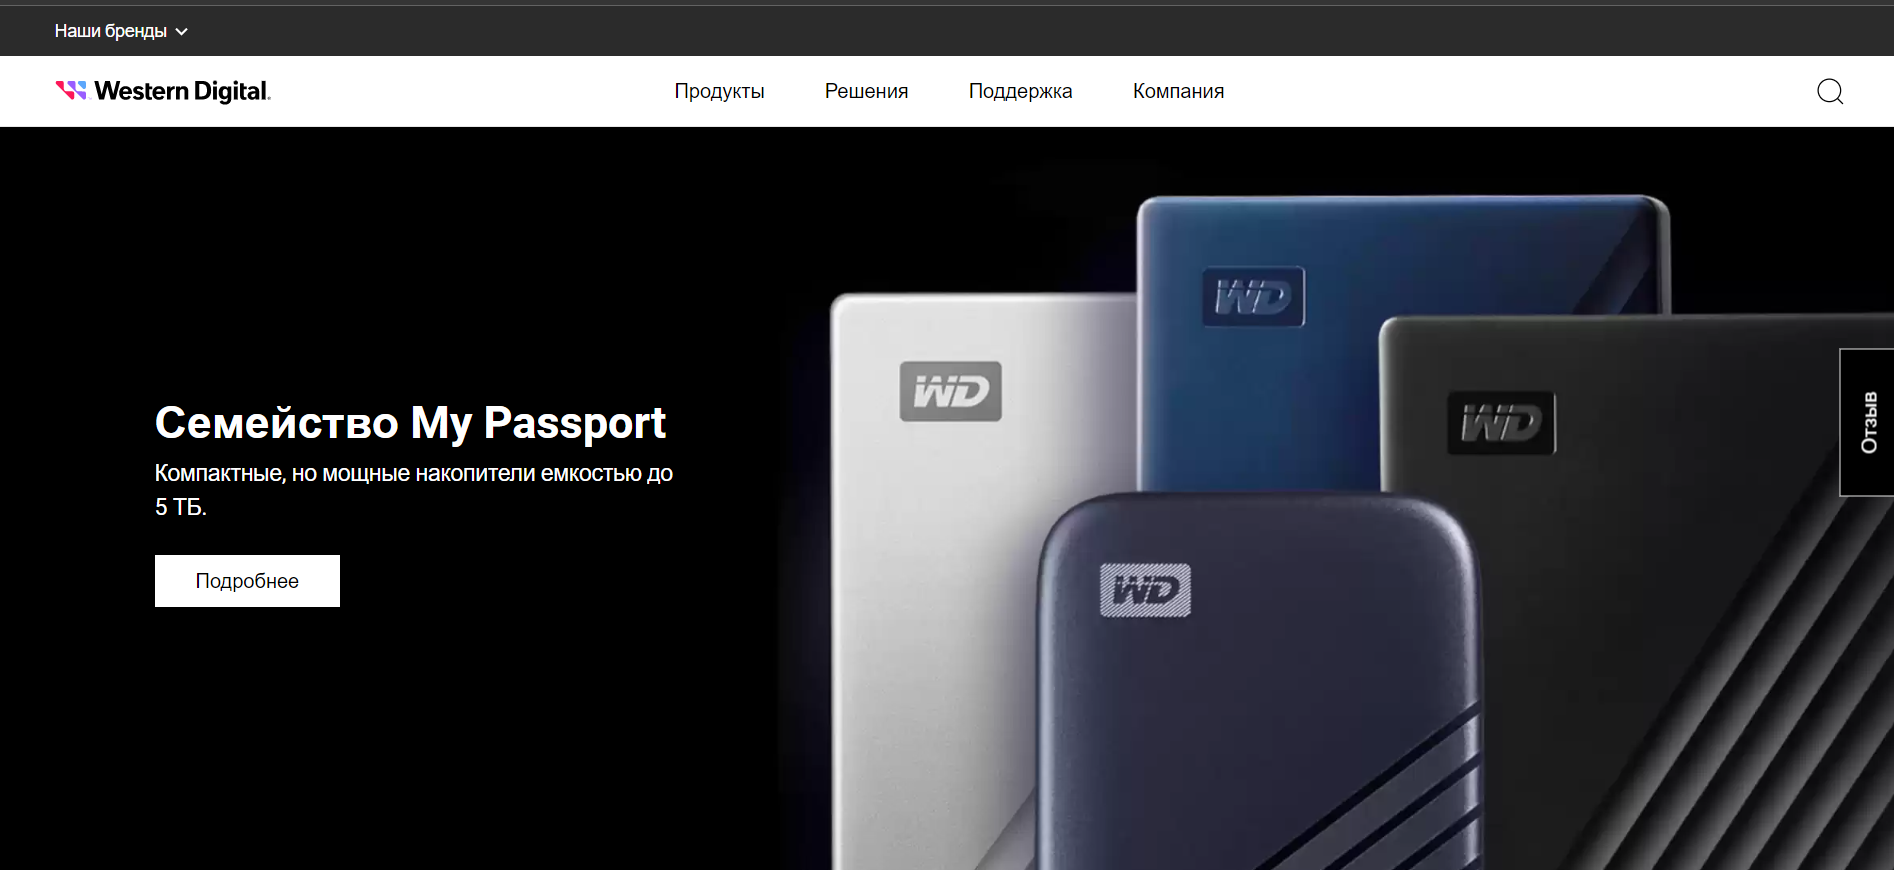 Наши бренды
Western Digital.
Продукты
Решения
Поддержка
Компания
WD
WD
WD
WD
Семейство My Passport
Компактные, но мощные накопители емкостью до
5 ТБ.
Подробнее
Отзыв